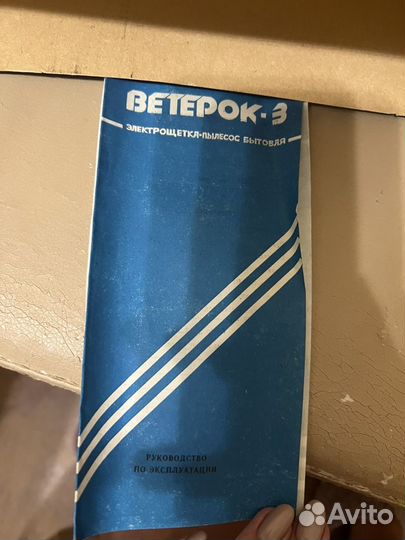 ВЕТЕРОК-3
ЭЛЕКТРОЩЕТКА-ПЫЛЕСОС БЫТОВАЯ
РУКОВОДСТВО
ПО ЭКСПЛУАТАЦИИ
Avito